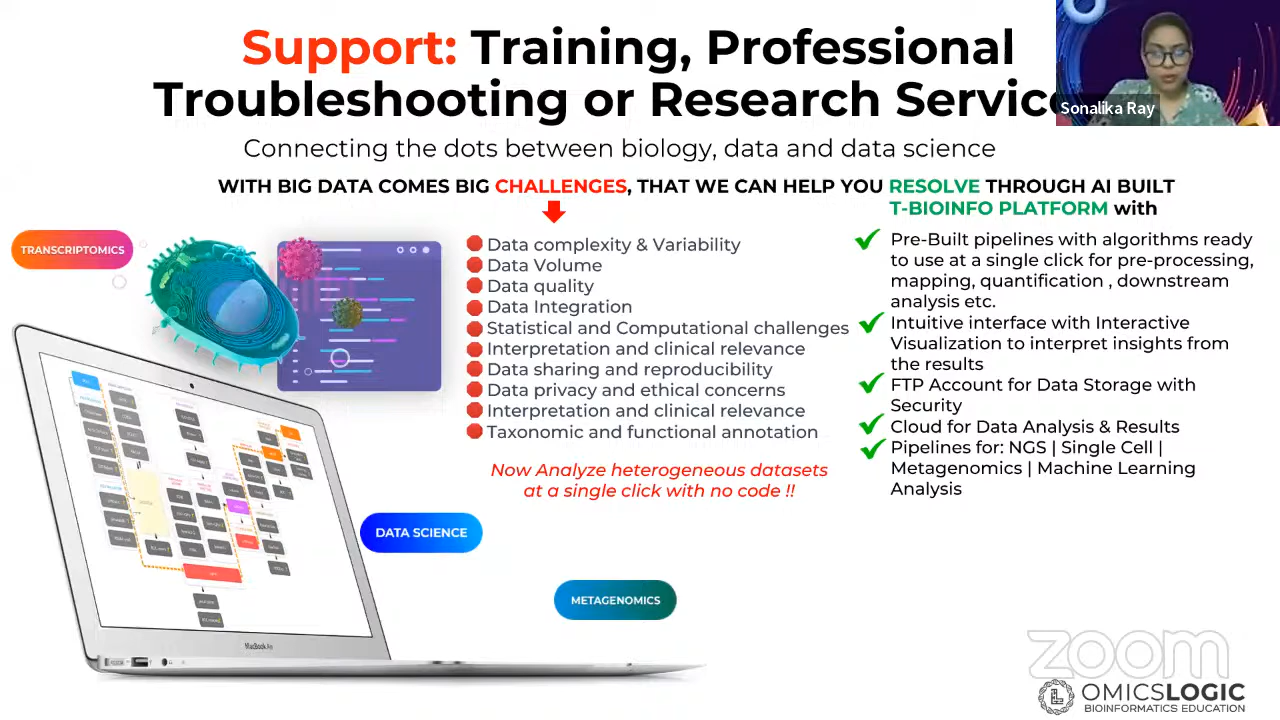 Support: Training, Professional
Troubleshooting or Research Servic
Sonalika Ray
Connecting the dots between biology, data and data science
WITH BIG DATA COMES BIG CHALLENGES, THAT WE CAN HELP YOU RESOLVE THROUGH AI BUILT
T-BIOINFO PLATFORM with
TRANSCRIPTOMICS
Data complexity & Variability
Data Volume
Data quality
Data Integration
Statistical and Computational challenges
Interpretation and clinical relevance
Data sharing and reproducibility
Data privacy and ethical concerns
Interpretation and clinical relevance
Taxonomic and functional annotation
Now Analyze heterogeneous datasets
at a single click with no code !!
Pre-Built pipelines with algorithms ready
to use at a single click for pre-processing,
mapping, quantification , downstream
analysis etc.
Intuitive interface with Interactive
Visualization to interpret insights from
the results
FTP Account for Data Storage with
Security
Cloud for Data Analysis & Results
Pipelines for: NGS | Single Cell |
Metagenomics | Machine Learning
Analysis
DATA SCIENCE
METAGENOMICS
MacBook Air
zoom
OMICSLOGIC
BIOINFORMATICS EDUCATION